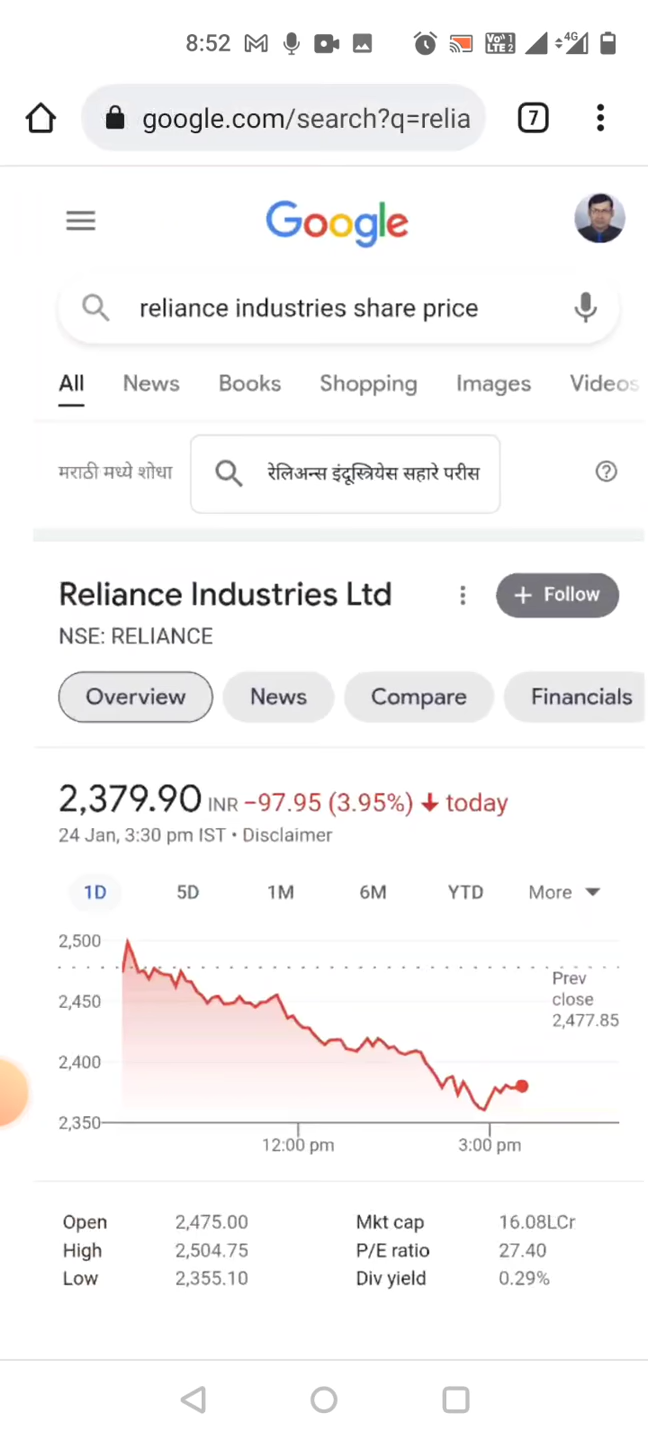 8:52 Vo) 1 LTE 2 4G
google.com/search?q=relia 7
Google
reliance industries share price
All News Books Shopping Images Videos
मराठी मध्ये शोधा रेलिअन्स इंदूस्त्रियेस सहारे परीस
Reliance Industries Ltd + Follow
NSE: RELIANCE
Overview News Compare Financials
2,379.90 INR −97.95 (3.95%) today
24 Jan, 3:30 pm IST • Disclaimer
1D 5D 1M 6M YTD More
2,500
Prev
close
2,477.85
2,450
2,400
2,350
12:00 pm 3:00 pm
Open 2,475.00 Mkt cap 16.08LCr
High 2,504.75 P/E ratio 27.40
Low 2,355.10 Div yield 0.29%